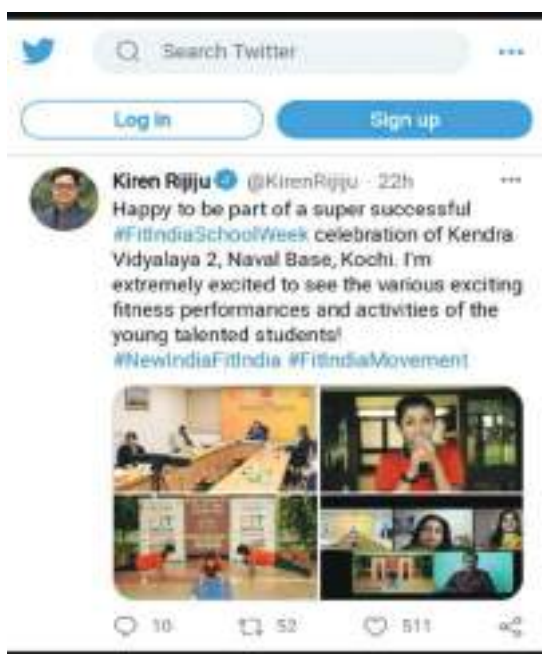 Search Twitter
Log in
Sign up
Kiren Rijiju @KirenRijiju · 22h
Happy to be part of a super successful
#FitIndiaSchoolWeek celebration of Kendra
Vidyalaya 2, Naval Base, Kochi. I'm
extremely excited to see the various exciting
fitness performances and activities of the
young talented students!
#NewIndiaFitIndia #FitIndiaMovement
10 52 511